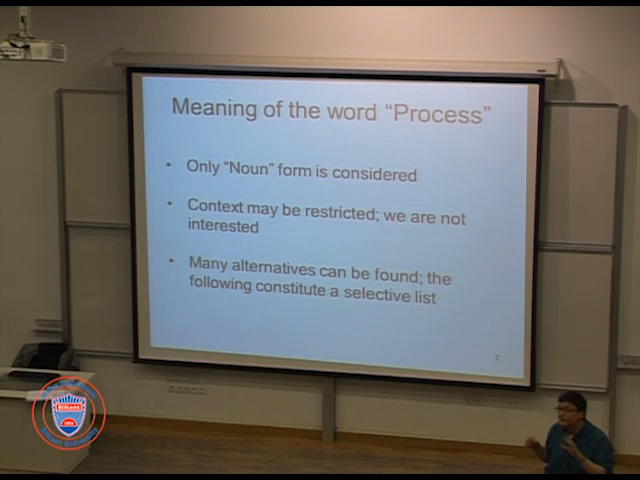 Meaning of the word "Process"
• Only "Noun" form is considered
• Context may be restricted; we are not
interested
• Many alternatives can be found; the
following constitute a selective list
2
Bilkent